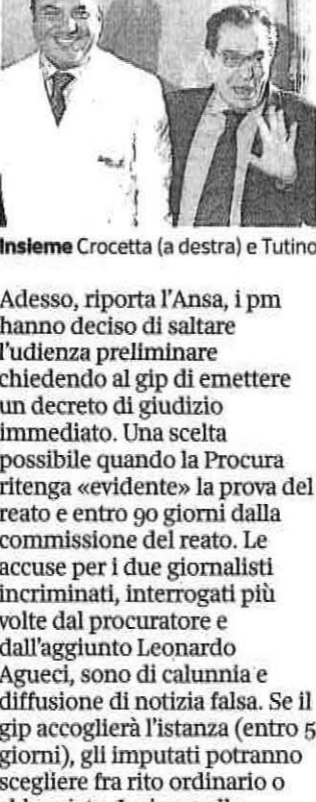 Insieme Crocetta (a destra) e Tutino
Adesso, riporta l'Ansa, i pm
hanno deciso di saltare
l'udienza preliminare
chiedendo al gip di emettere
un decreto di giudizio
immediato. Una scelta
possibile quando la Procura
ritenga «evidente» la prova del
reato e entro 90 giorni dalla
commissione del reato. Le
accuse per i due giornalisti
incriminati, interrogati più
volte dal procuratore e
dall'aggiunto Leonardo
Agueci, sono di calunnia e
diffusione di notizia falsa. Se il
gip accoglierà l'istanza (entro 5
giorni), gli imputati potranno
scegliere fra rito ordinario o